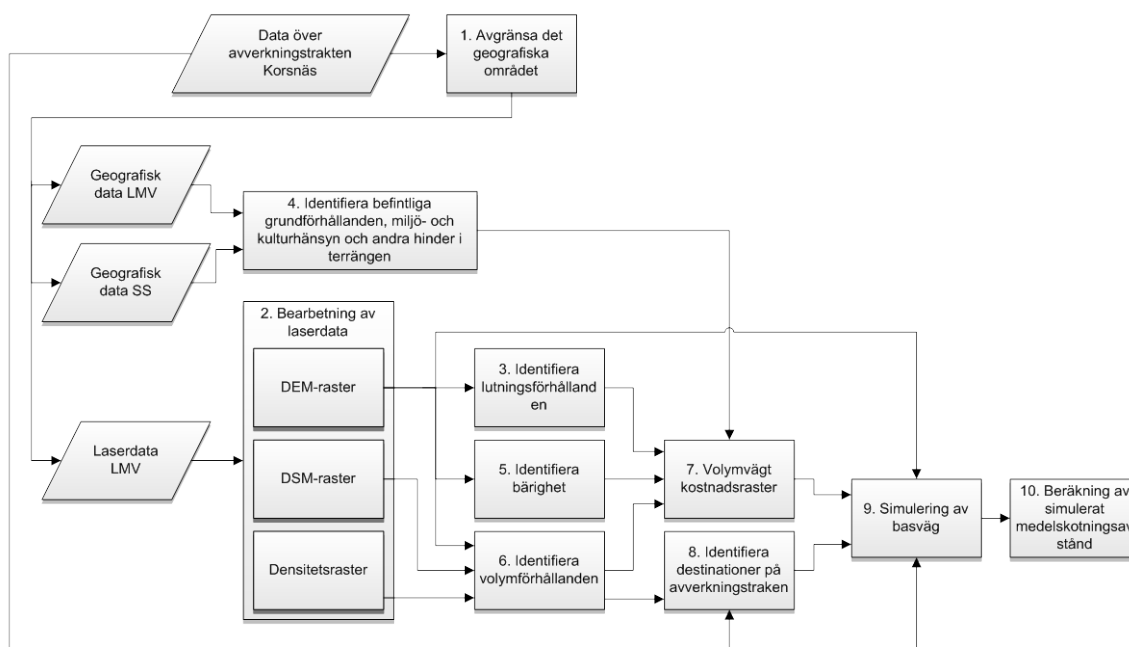 Data över
avverkningstrakten
Korsnäs
1. Avgränsa det
geografiska
området
Geografisk
data LMV
4. Identifiera befintliga
grundförhållanden, miljö- och
kulturhänsyn och andra hinder i
terrängen
Geografisk
data SS
2. Bearbetning av
laserdata
DEM-raster
3. Identifiera
lutningsförhålland
en
Laserdata
LMV
DSM-raster
5. Identifiera
bärighet
7. Volymvägt
kostnadsraster
9. Simulering av
basväg
10. Beräkning av
simulerat
medelskotningsav
stånd
Densitetsraster
6. Identifiera
volymförhållanden
8. Identifiera
destinationer på
avverkningstraken